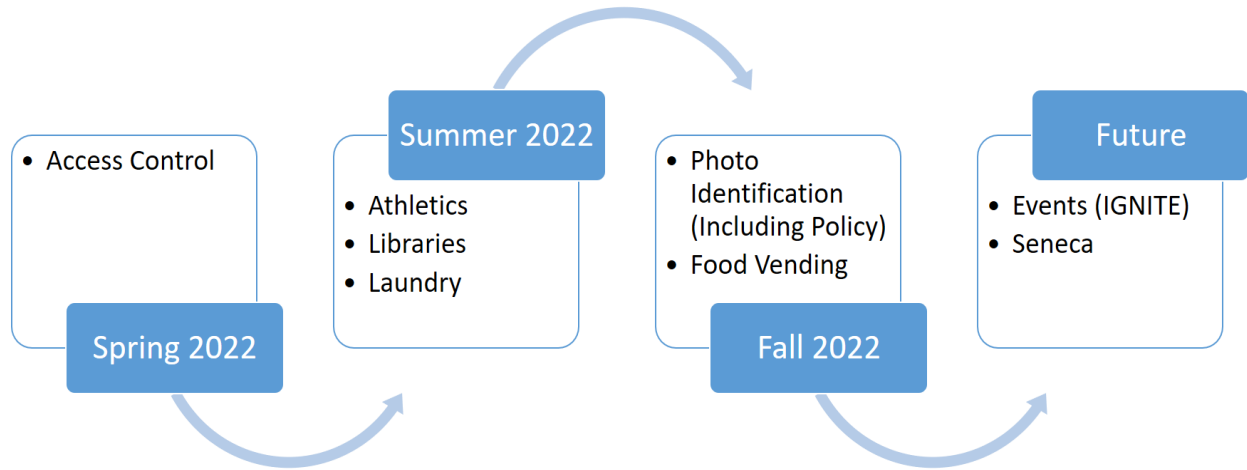 • Access Control
Spring 2022
Summer 2022
• Athletics
• Libraries
• Laundry
• Photo
Identification
(Including Policy)
• Food Vending
Fall 2022
Future
• Events (IGNITE)
• Seneca